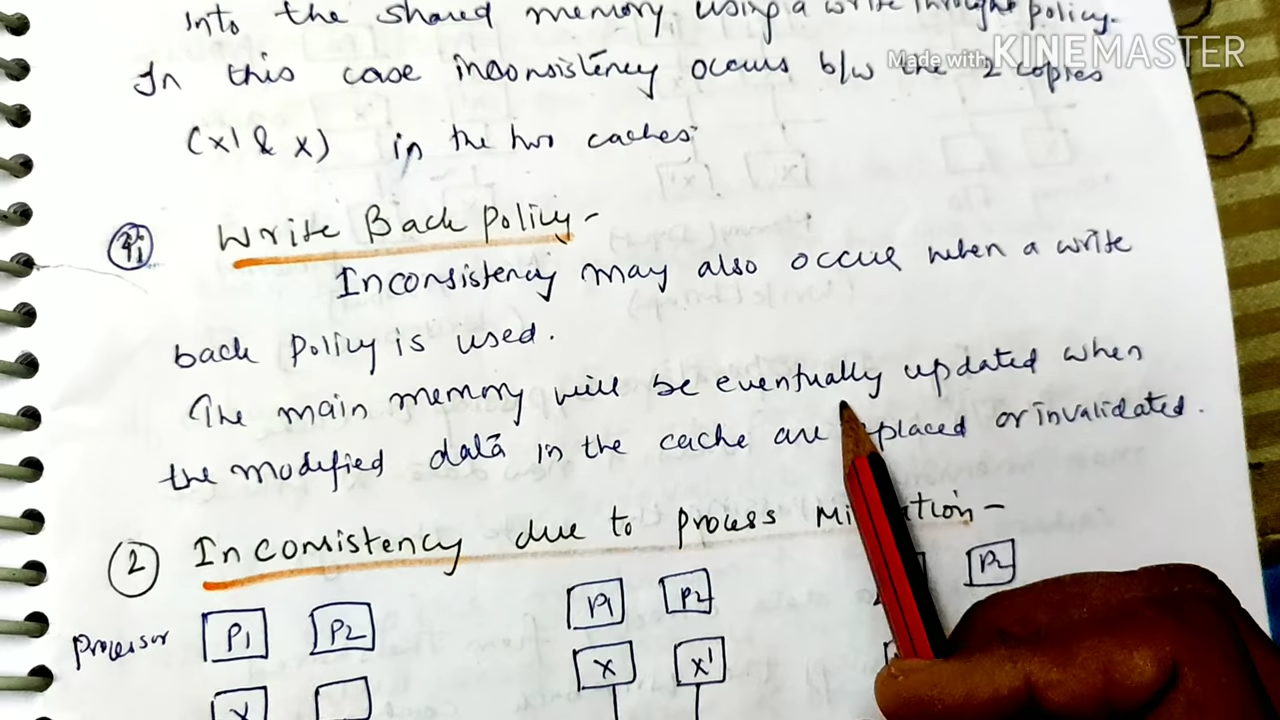 into the shared memory, using a write through policy.
In this case inconsistency occurs b/w the 2 copies
(x' & x) in the two caches.
Made with KINEMASTER
ii Write Back Policy -
Inconsistency may also occur when a write
back policy is used.
The main memory will be eventually updated when
the modified data in the cache are placed or invalidated.
2 Inconsistency due to process Mi ation -
P1 P2 P2
Processor P1 P2
X X'
X